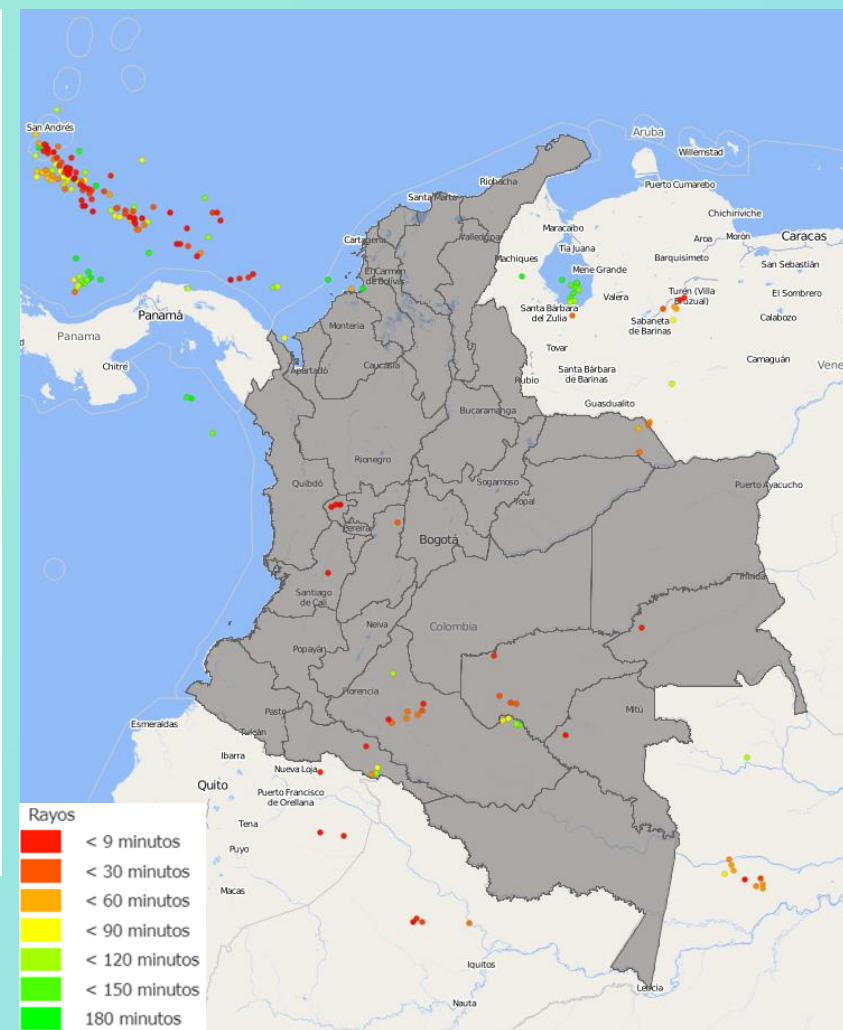 San Andrés
Aruba
Willemstad
Riohacha
Puerto Cumarebo
Santa Marta
Chichiriviche
Maracaibo
Caracas
Cartagena
Valledupar
Tia Juana
Aroa
Morón
Machiques
Barquisimeto
El Carmen
de Bolívar
Mene Grande
San Sebastián
Turén (Villa
Bruzual)
El Sombrero
Valera
Panamá
Santa Bárbara
del Zulia
Sabaneta
de Barinas
Calabozo
Panama
Montería
Tovar
Camaguán
Chitré
Caucasia
Santa Bárbara
de Barinas
Apartadó
Rubio
Vene
Guasdualito
Bucaramanga
Rionegro
Quibdó
Sogamoso
Puerto Ayacucho
Yopal
Pereira
Bogotá
Inírida
Santiago
de Cali
Neiva
Colombia
Popayán
Florencia
Mitú
Pasto
Esmeraldas
Tulcán
Ibarra
Nueva Loja
Quito
Puerto Francisco
de Orellana
Tena
Puyo
Macas
Iquitos
Leticia
Nauta
Rayos
< 9 minutos
< 30 minutos
< 60 minutos
< 90 minutos
< 120 minutos
< 150 minutos
180 minutos